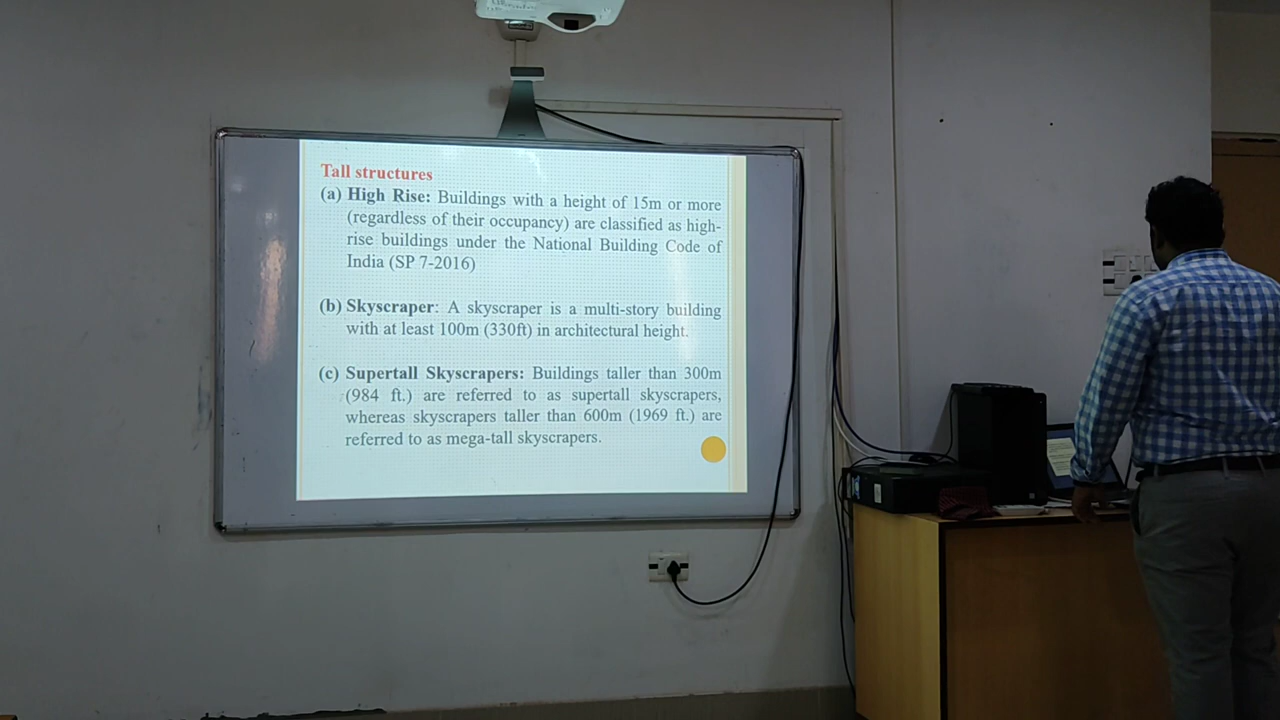 Tall structures
(a) High Rise: Buildings with a height of 15m or more
(regardless of their occupancy) are classified as high-
rise buildings under the National Building Code of
India (SP 7-2016)
(b) Skyscraper: A skyscraper is a multi-story building
with at least 100m (330ft) in architectural height.
(c) Supertall Skyscrapers: Buildings taller than 300m
(984 ft.) are referred to as supertall skyscrapers,
whereas skyscrapers taller than 600m (1969 ft.) are
referred to as mega-tall skyscrapers.